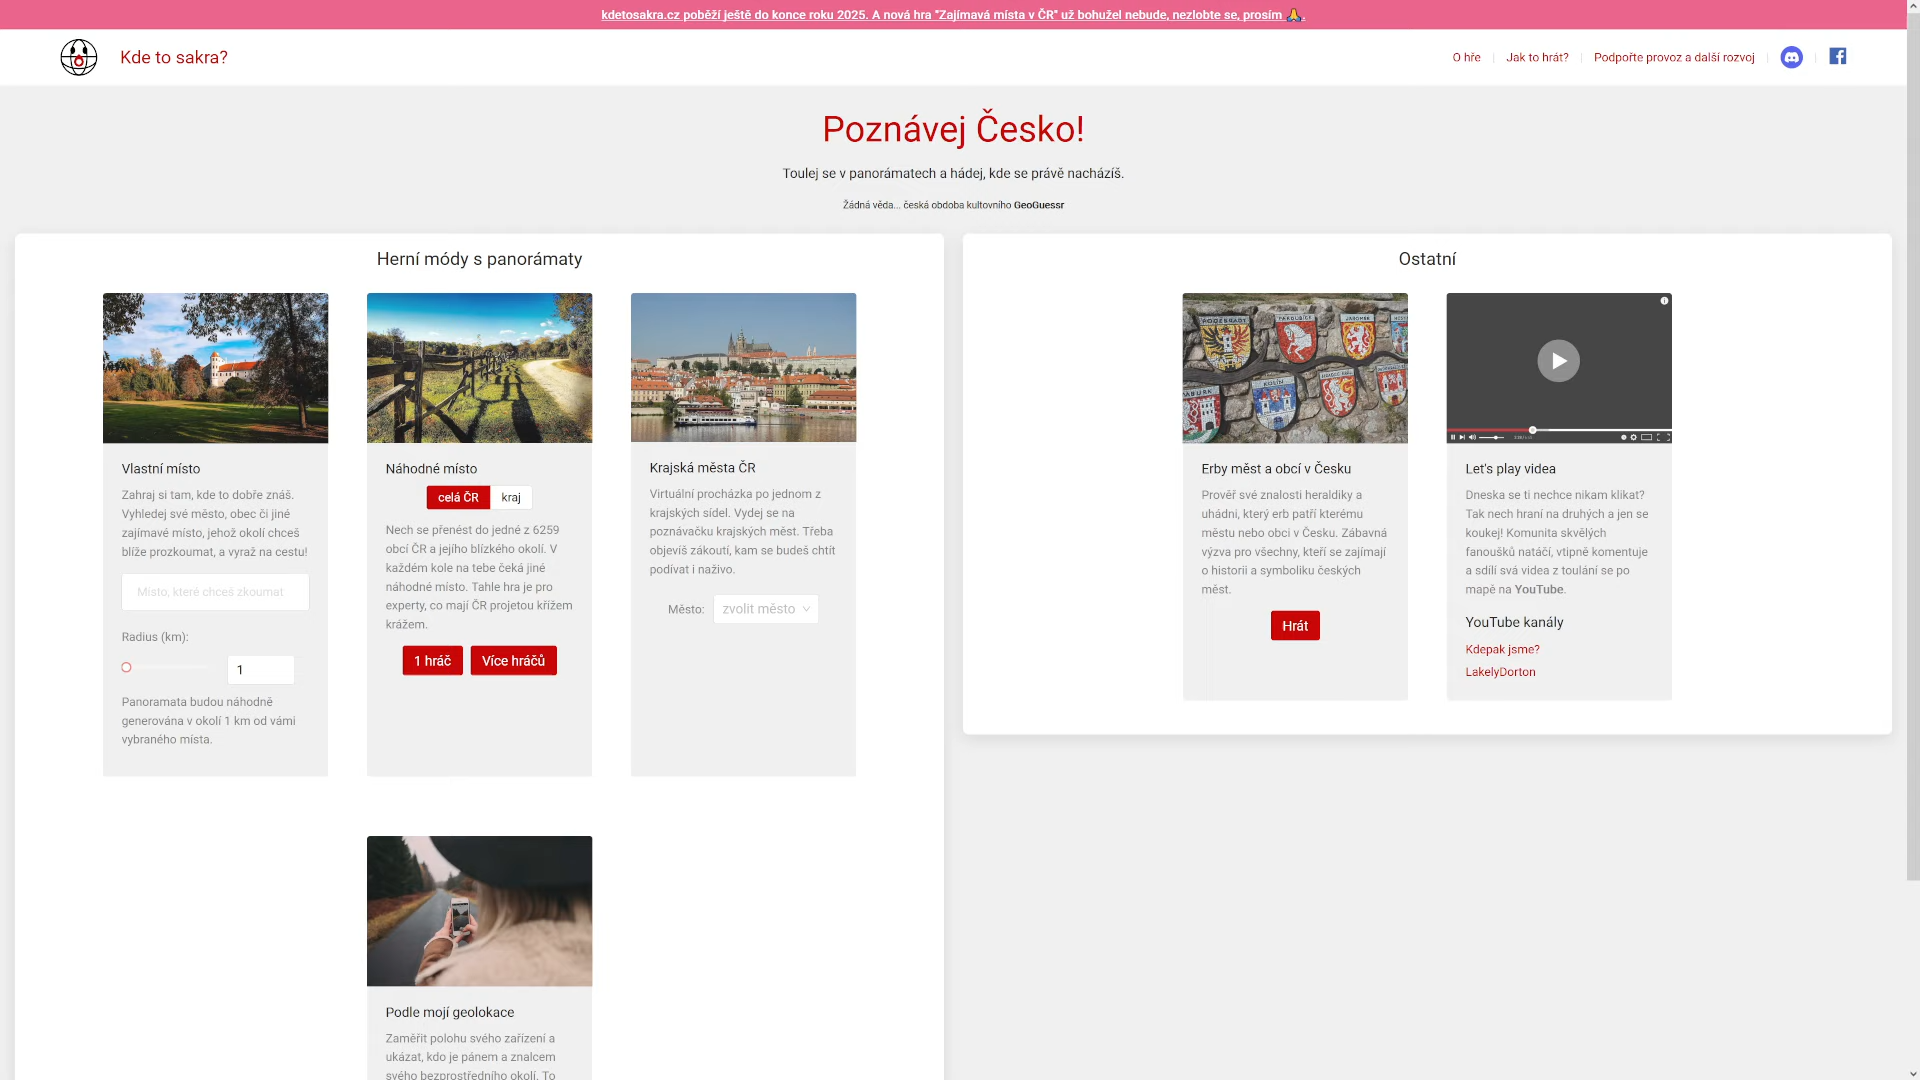 kdetosakra.cz poběží ještě do konce roku 2025. A nová hra "Zajímavá místa v ČR" už bohužel nebude, nezlobte se, prosím 🙏.
Kde to sakra?
O hře
Jak to hrát?
Podpořte provoz a další rozvoj
Poznávej Česko!
Toulej se v panorámatech a hádej, kde se právě nacházíš.
Žádná věda... česká obdoba kultovního GeoGuessr
Herní módy s panorámaty
Vlastní místo
Zahraj si tam, kde to dobře znáš.
Vyhledej své město, obec či jiné
zajímavé místo, jehož okolí chceš
blíže prozkoumat, a vyraž na cestu!
Místo, které chceš zkoumat
Radius (km):
1
Panoramata budou náhodně
generována v okolí 1 km od vámi
vybraného místa.
Náhodné místo
celá ČR
kraj
Nech se přenést do jedné z 6259
obcí ČR a jejího blízkého okolí. V
každém kole na tebe čeká jiné
náhodné místo. Tahle hra je pro
experty, co mají ČR projetou křížem
krážem.
1 hráč
Více hráčů
Krajská města ČR
Virtuální procházka po jednom z
krajských sídel. Vydej se na
poznávačku krajských měst. Třeba
objevíš zákoutí, kam se budeš chtít
podívat i naživo.
Město:
zvolit město
Podle mojí geolokace
Zaměřit polohu svého zařízení a
ukázat, kdo je pánem a znalcem
svého bezprostředního okolí. To
Ostatní
PARDUBICE
JAROMĚŘ
KOLÍN
Erby měst a obcí v Česku
Prověř své znalosti heraldiky a
uhádni, který erb patří kterému
městu nebo obci v Česku. Zábavná
výzva pro všechny, kteří se zajímají
o historii a symboliku českých
měst.
Hrát
Let's play videa
Dneska se ti nechce nikam klikat?
Tak nech hraní na druhých a jen se
koukej! Komunita skvělých
fanoušků natáčí, vtipně komentuje
a sdílí svá videa z toulání se po
mapě na YouTube.
YouTube kanály
Kdepak jsme?
LakelyDorton